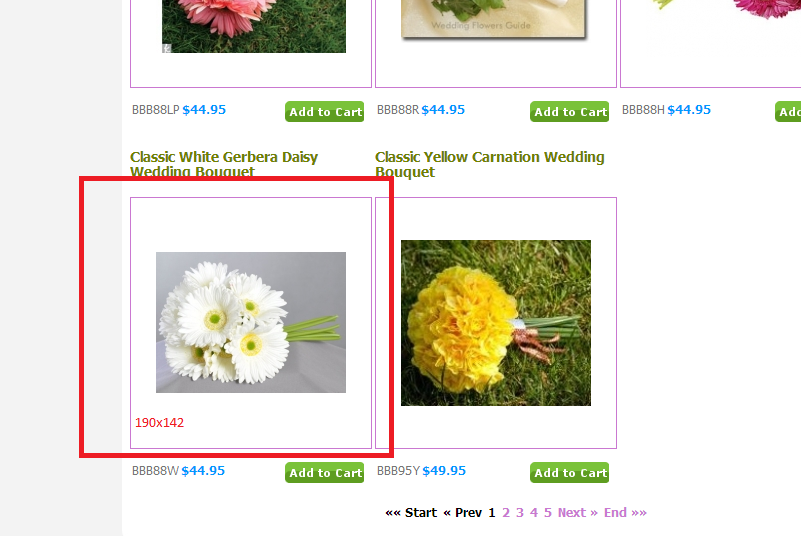 Wedding Flowers Guide
BBB88LP $44.95 Add to Cart
BBB88R $44.95 Add to Cart
BBB88H $44.95 Add
Classic White Gerbera Daisy
Wedding Bouquet
Classic Yellow Carnation Wedding
Bouquet
190x142
BBB88W $44.95 Add to Cart
BBB95Y $49.95 Add to Cart
«« Start « Prev 1 2 3 4 5 Next » End »»